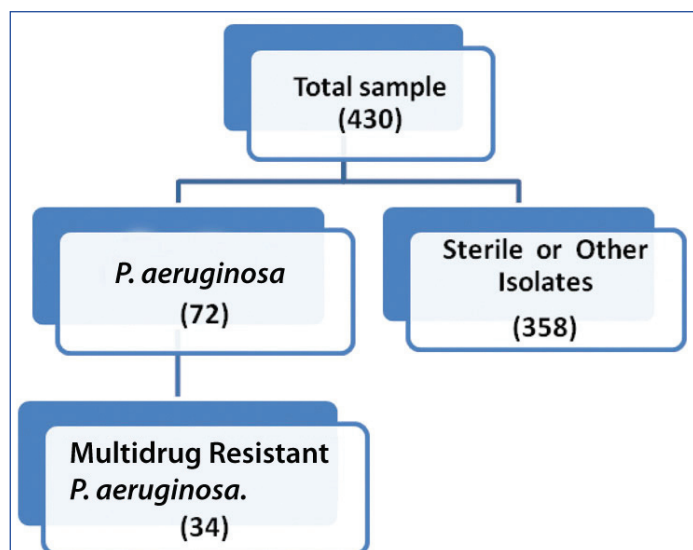 Total sample
(430)
P. aeruginosa
(72)
Sterile or Other
Isolates
(358)
Multidrug Resistant
P. aeruginosa.
(34)